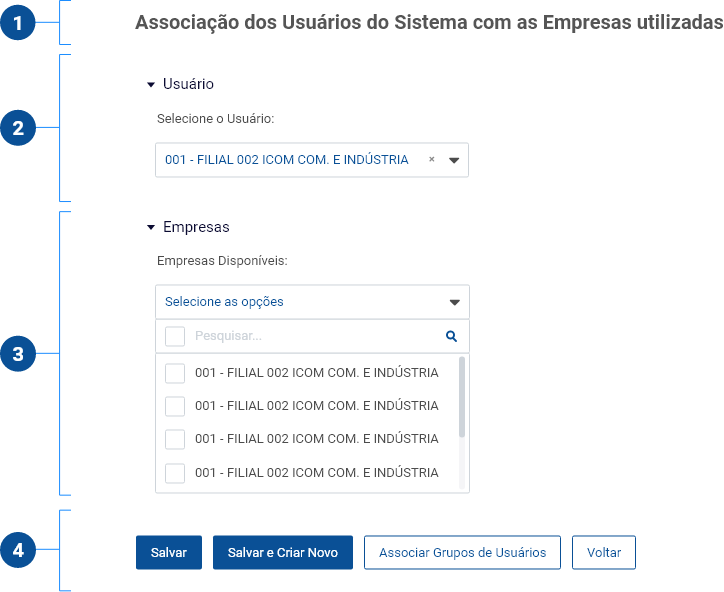 1
Associação dos Usuários do Sistema com as Empresas utilizadas
2
Usuário
Selecione o Usuário:
001 - FILIAL 002 ICOM COM. E INDÚSTRIA ×
3
Empresas
Empresas Disponíveis:
Selecione as opções
Pesquisar...
001 - FILIAL 002 ICOM COM. E INDÚSTRIA
001 - FILIAL 002 ICOM COM. E INDÚSTRIA
001 - FILIAL 002 ICOM COM. E INDÚSTRIA
001 - FILIAL 002 ICOM COM. E INDÚSTRIA
4
Salvar Salvar e Criar Novo Associar Grupos de Usuários Voltar